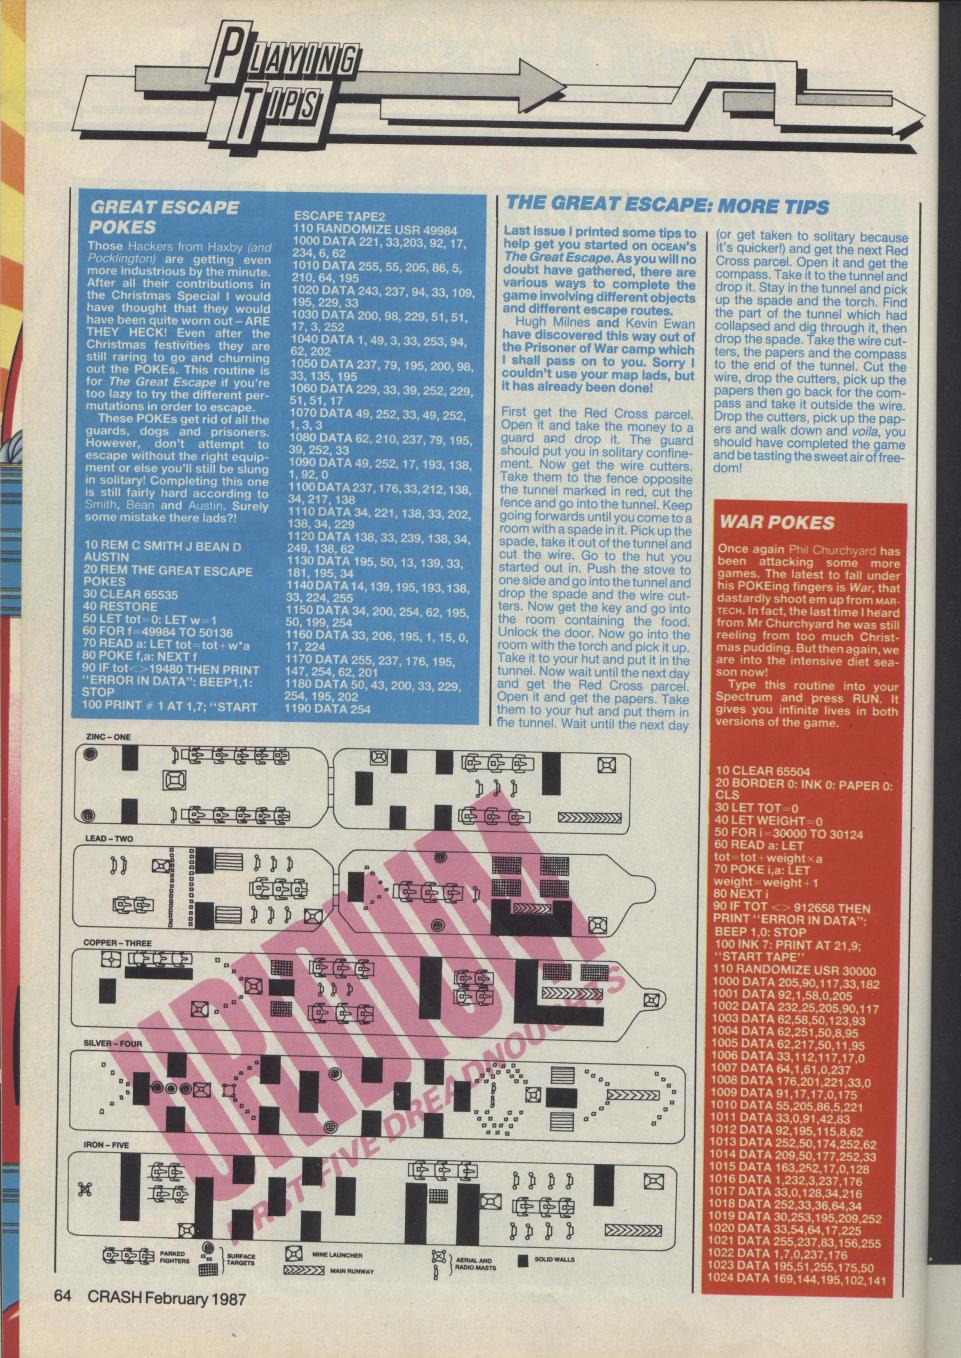 PLAYING
TIPS
GREAT ESCAPE
POKES
Those Hackers from Haxby (and
Pocklington) are getting even
more industrious by the minute.
After all their contributions in
the Christmas Special I would
have thought that they would
have been quite worn out – ARE
THEY HECK! Even after the
Christmas festivities they are
still raring to go and churning
out the POKEs. This routine is
for The Great Escape if you're
too lazy to try the different per-
mutations in order to escape.
These POKEs get rid of all the
guards, dogs and prisoners.
However, don't attempt to
escape without the right equip-
ment or else you'll still be slung
in solitary! Completing this one
is still fairly hard according to
Smith, Bean and Austin. Surely
some mistake there lads?!
10 REM C SMITH J BEAN D
AUSTIN
20 REM THE GREAT ESCAPE
POKES
30 CLEAR 65535
40 RESTORE
50 LET tot=0: LET w=1
60 FOR f=49984 TO 50136
70 READ a: LET tot=tot+w*a
80 POKE f,a: NEXT f
90 IF tot<>19480 THEN PRINT
"ERROR IN DATA": BEEP1,1:
STOP
100 PRINT # 1 AT 1,7; "START
ESCAPE TAPE2
110 RANDOMIZE USR 49984
1000 DATA 221, 33,203, 92, 17,
234, 6, 62
1010 DATA 255, 55, 205, 86, 5,
210, 64, 195
1020 DATA 243, 237, 94, 33, 109,
195, 229, 33
1030 DATA 200, 98, 229, 51, 51,
17, 3, 252
1040 DATA 1, 49, 3, 33, 253, 94,
62, 202
1050 DATA 237, 79, 195, 200, 98,
33, 135, 195
1060 DATA 229, 33, 39, 252, 229,
51, 51, 17
1070 DATA 49, 252, 33, 49, 252,
1, 3, 3
1080 DATA 62, 210, 237, 79, 195,
39, 252, 33
1090 DATA 49, 252, 17, 193, 138,
1, 92, 0
1100 DATA 237, 176, 33, 212, 138,
34, 217, 138
1110 DATA 34, 221, 138, 33, 202,
138, 34, 229
1120 DATA 138, 33, 239, 138, 34,
249, 138, 62
1130 DATA 195, 50, 13, 139, 33,
181, 195, 34
1140 DATA 14, 139, 195, 193, 138,
33, 224, 255
1150 DATA 34, 200, 254, 62, 195,
50, 199, 254
1160 DATA 33, 206, 195, 1, 15, 0,
17, 224
1170 DATA 255, 237, 176, 195,
147, 254, 62, 201
1180 DATA 50, 43, 200, 33, 229,
254, 195, 202
1190 DATA 254
THE GREAT ESCAPE: MORE TIPS
Last issue I printed some tips to
help get you started on OCEAN's
The Great Escape. As you will no
doubt have gathered, there are
various ways to complete the
game involving different objects
and different escape routes.
Hugh Milnes and Kevin Ewan
have discovered this way out of
the Prisoner of War camp which
I shall pass on to you. Sorry I
couldn't use your map lads, but
it has already been done!
First get the Red Cross parcel.
Open it and take the money to a
guard and drop it. The guard
should put you in solitary confine-
ment. Now get the wire cutters.
Take them to the fence opposite
the tunnel marked in red, cut the
fence and go into the tunnel. Keep
going forwards until you come to a
room with a spade in it. Pick up the
spade, take it out of the tunnel and
cut the wire. Go to the hut you
started out in. Push the stove to
one side and go into the tunnel and
drop the spade and the wire cut-
ters. Now get the key and go into
the room containing the food.
Unlock the door. Now go into the
room with the torch and pick it up.
Take it to your hut and put it in the
tunnel. Now wait until the next day
and get the Red Cross parcel.
Open it and get the papers. Take
them to your hut and put them in
the tunnel. Wait until the next day
(or get taken to solitary because
it's quicker!) and get the next Red
Cross parcel. Open it and get the
compass. Take it to the tunnel and
drop it. Stay in the tunnel and pick
up the spade and the torch. Find
the part of the tunnel which had
collapsed and dig through it, then
drop the spade. Take the wire cut-
ters, the papers and the compass
to the end of the tunnel. Cut the
wire, drop the cutters, pick up the
papers then go back for the com-
pass and take it outside the wire.
Drop the cutters, pick up the pap-
ers and walk down and voila, you
should have completed the game
and be tasting the sweet air of free-
dom!
WAR POKES
Once again Phil Churchyard has
been attacking some more
games. The latest to fall under
his POKEing fingers is War, that
dastardly shoot em up from MAR-
TECH. In fact, the last time I heard
from Mr Churchyard he was still
reeling from too much Christ-
mas pudding. But then again, we
are into the intensive diet sea-
son now!
Type this routine into your
Spectrum and press RUN. It
gives you infinite lives in both
versions of the game.
10 CLEAR 65504
20 BORDER 0: INK 0: PAPER 0:
CLS
30 LET TOT=0
40 LET WEIGHT=0
50 FOR i=30000 TO 30124
60 READ a: LET
tot=tot+weight×a
70 POKE i,a: LET
weight=weight+1
80 NEXT i
90 IF TOT <> 912658 THEN
PRINT "ERROR IN DATA":
BEEP 1,0: STOP
100 INK 7: PRINT AT 21,9;
"START TAPE"
110 RANDOMIZE USR 30000
1000 DATA 205,90,117,33,182
1001 DATA 92,1,58,0,205
1002 DATA 232,25,205,90,117
1003 DATA 62,58,50,123,93
1004 DATA 62,251,50,8,95
1005 DATA 62,217,50,11,95
1006 DATA 33,112,117,17,0
1007 DATA 64,1,61,0,237
1008 DATA 176,201,221,33,0
1009 DATA 91,17,17,0,175
1010 DATA 55,205,86,5,221
1011 DATA 33,0,91,42,83
1012 DATA 92,195,115,8,62
1013 DATA 252,50,174,252,62
1014 DATA 209,50,177,252,33
1015 DATA 163,252,17,0,128
1016 DATA 1,232,3,237,176
1017 DATA 33,0,128,34,216
1018 DATA 252,33,36,64,34
1019 DATA 30,253,195,209,252
1020 DATA 33,54,64,17,225
1021 DATA 255,237,83,156,255
1022 DATA 1,7,0,237,176
1023 DATA 195,51,255,175,50
1024 DATA 169,144,195,102,141
URIDIUM
FIRST FIVE DREADNOUGHTS
ZINC – ONE
LEAD – TWO
COPPER – THREE
SILVER – FOUR
IRON – FIVE
PARKED
FIGHTERS
SURFACE
TARGETS
MINE LAUNCHER
MAIN RUNWAY
AERIAL AND
RADIO MASTS
SOLID WALLS
64 CRASH February 1987